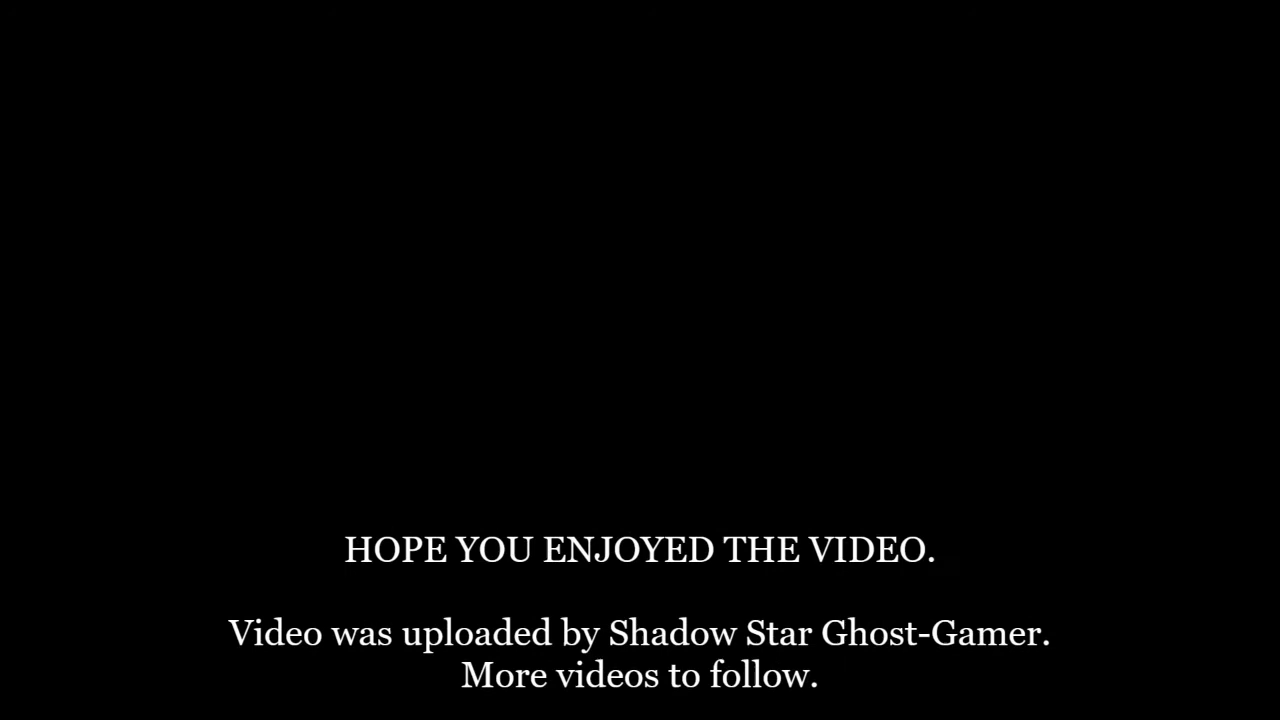 HOPE YOU ENJOYED THE VIDEO.
Video was uploaded by Shadow Star Ghost-Gamer.
More videos to follow.